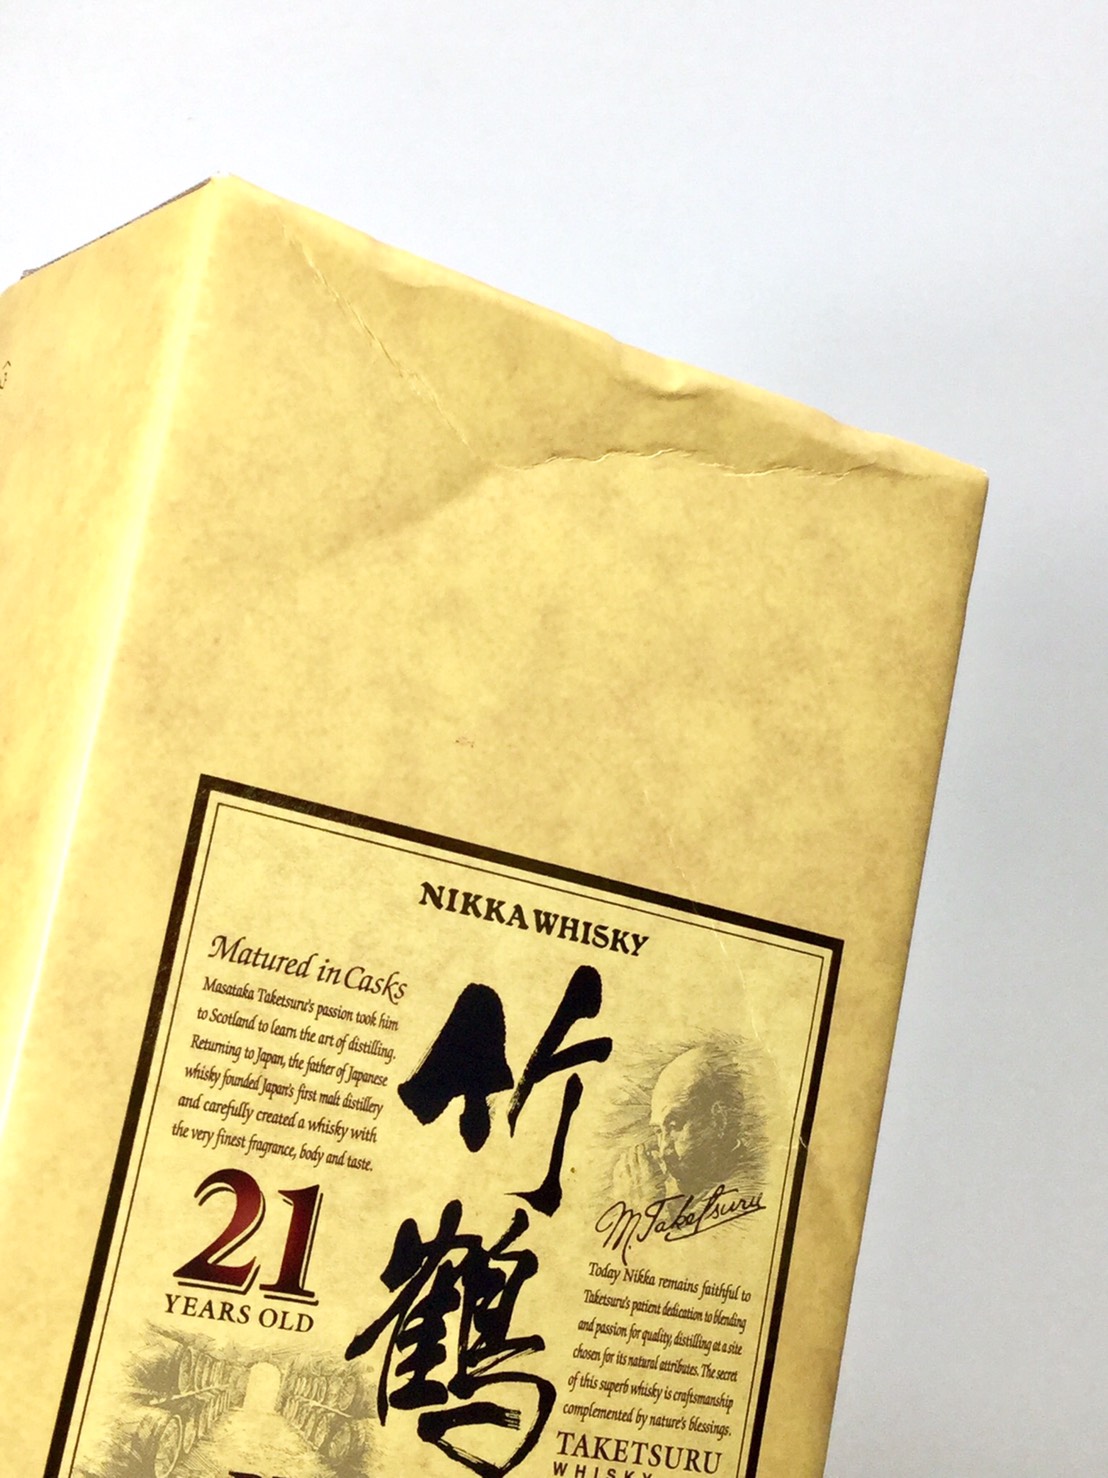 NIKKA WHISKY
Matured in Casks
Masataka Taketsuru's passion took him
to Scotland to learn the art of distilling.
Returning to Japan, the father of Japanese
whisky founded Japan's first malt distillery
and carefully created a whisky with
the very finest fragrance, body and taste.
21
YEARS OLD
竹
鶴
M. Taketsuru
Today Nikka remains faithful to
Taketsuru's patient dedication to blending
and passion for quality, distilling at a site
chosen for its natural attributes. The secret
of this superb whisky is craftsmanship
complemented by nature's blessings.
TAKETSURU
WHISKY